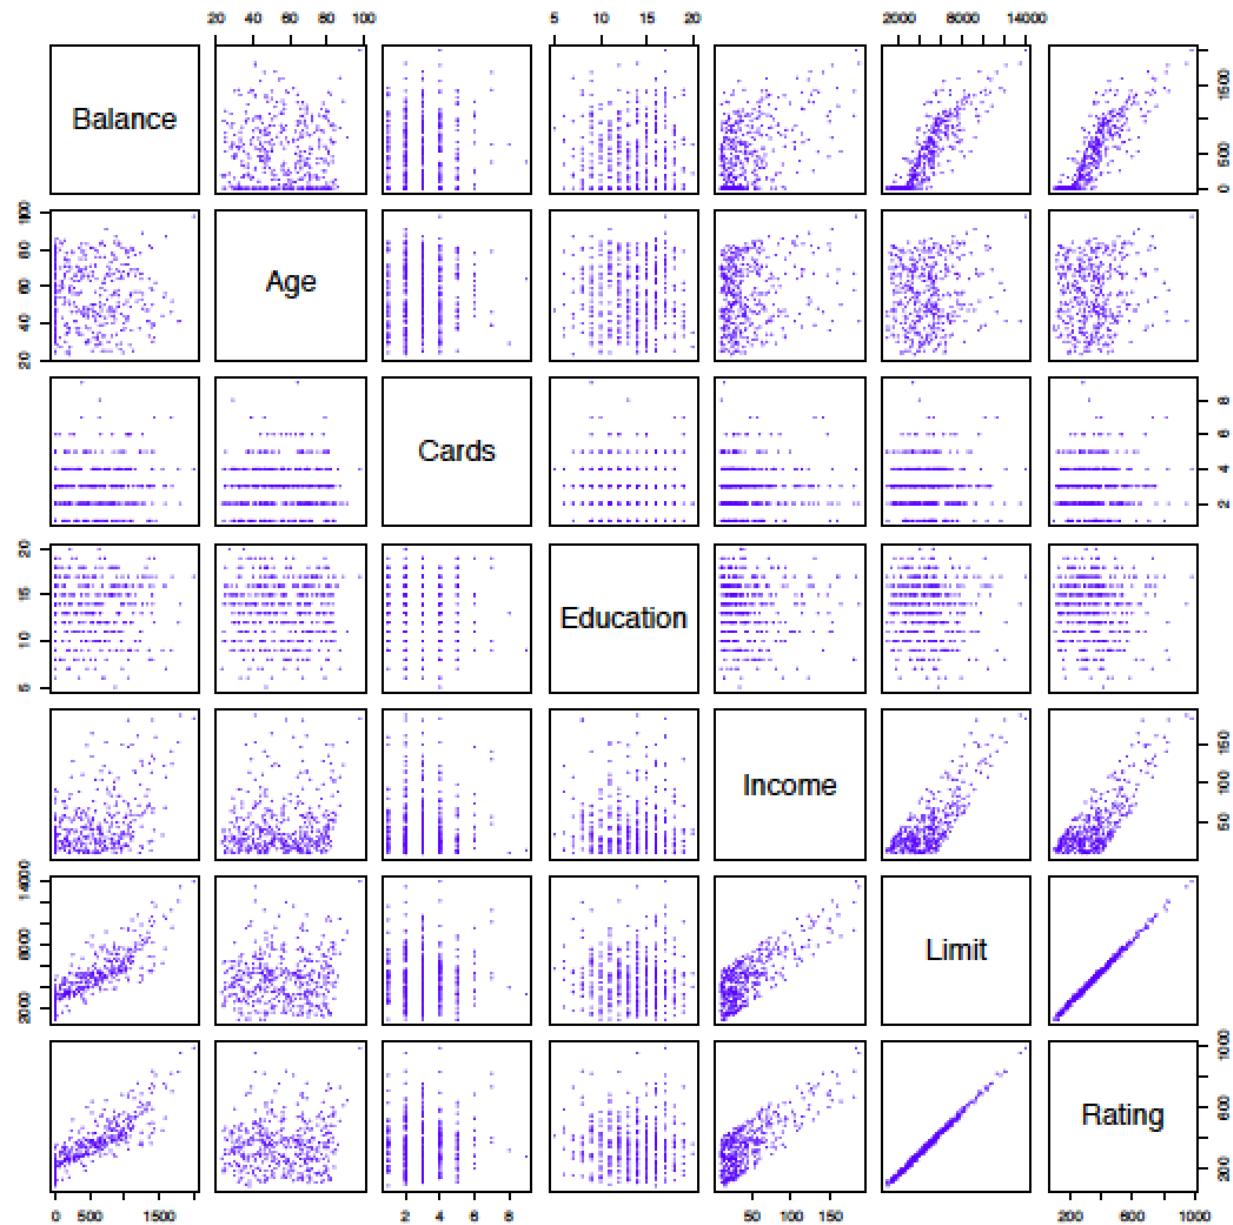 20 40 60 80 100 5 10 15 20 2000 8000 14000
Balance
0 500 1500
20 40 60 80 100
Age
Cards
2 4 6 8
5 10 15 20
Education
Income
50 100 150
2000 8000 14000
Limit
Rating
200 600 1000
0 500 1500 2 4 6 8 50 100 150 200 600 1000